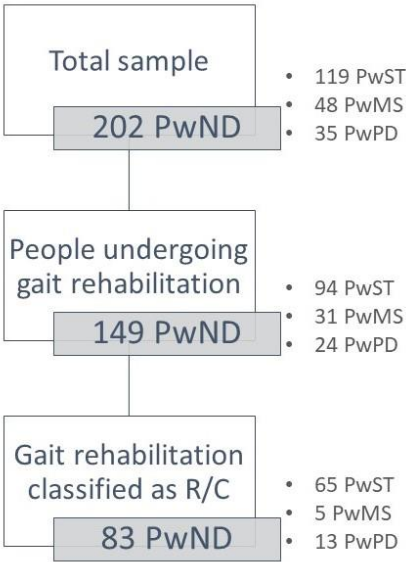 Total sample
202 PwND
• 119 PwST
• 48 PwMS
• 35 PwPD
People undergoing
gait rehabilitation
149 PwND
• 94 PwST
• 31 PwMS
• 24 PwPD
Gait rehabilitation
classified as R/C
83 PwND
• 65 PwST
• 5 PwMS
• 13 PwPD